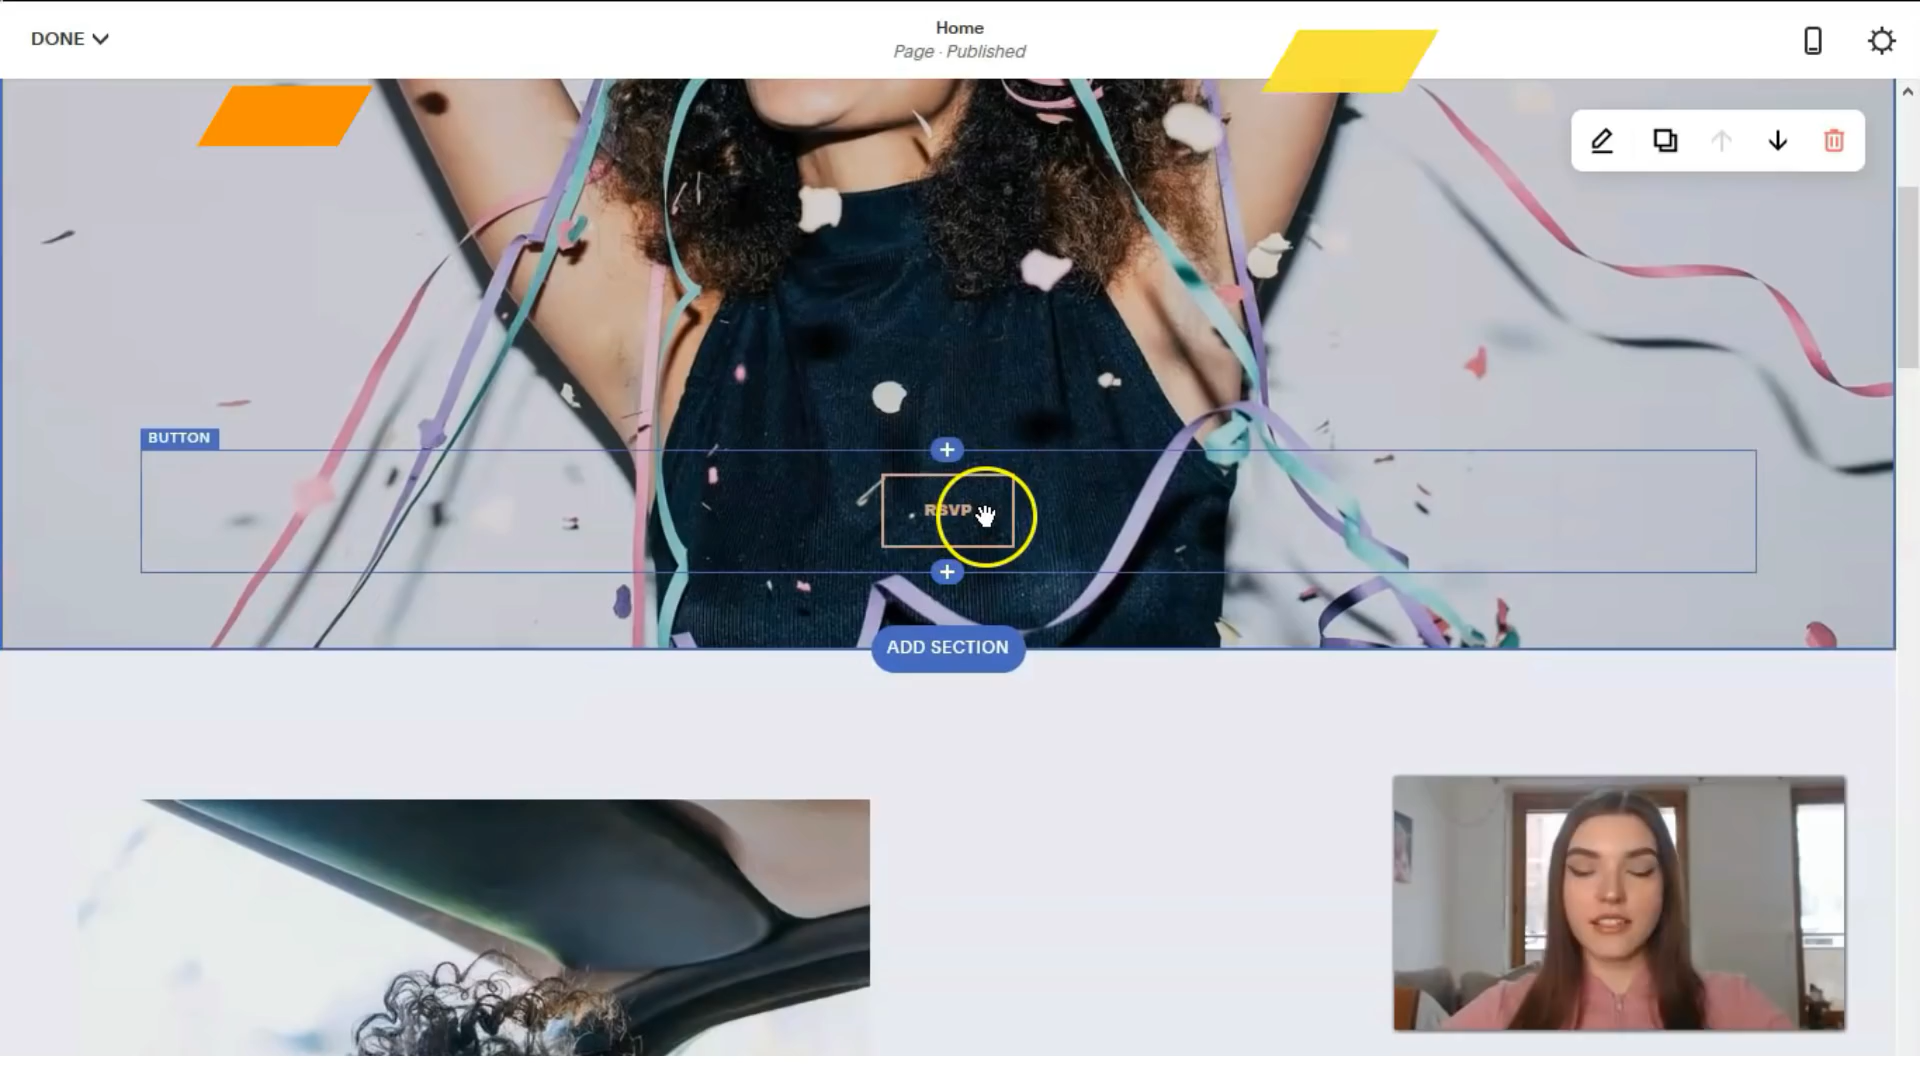 DONE
Home
Page · Published
BUTTON
RSVP
ADD SECTION